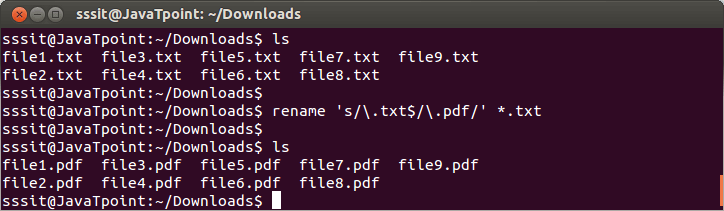 sssit@JavaTpoint: ~/Downloads
sssit@JavaTpoint:~/Downloads$ ls
file1.txt  file3.txt  file5.txt  file7.txt  file9.txt
file2.txt  file4.txt  file6.txt  file8.txt
sssit@JavaTpoint:~/Downloads$
sssit@JavaTpoint:~/Downloads$ rename 's/\.txt$/\.pdf/' *.txt
sssit@JavaTpoint:~/Downloads$
sssit@JavaTpoint:~/Downloads$ ls
file1.pdf  file3.pdf  file5.pdf  file7.pdf  file9.pdf
file2.pdf  file4.pdf  file6.pdf  file8.pdf
sssit@JavaTpoint:~/Downloads$